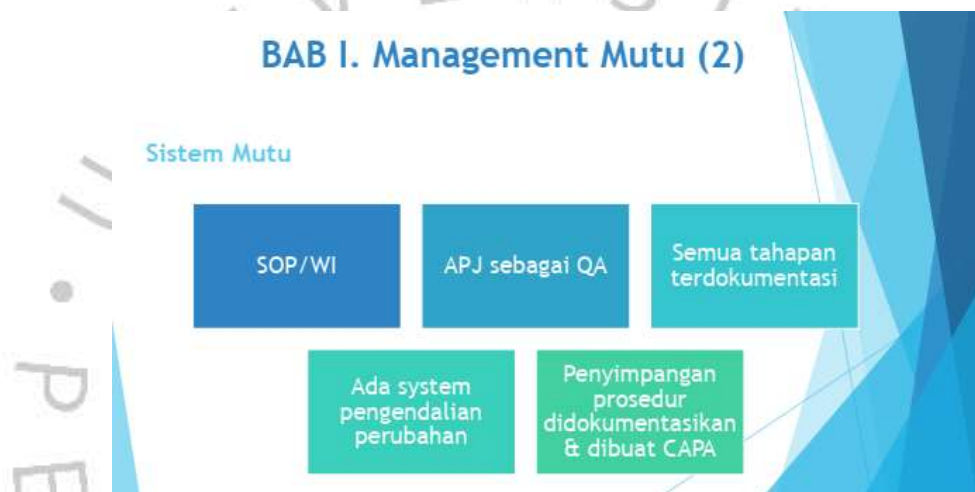 BAB I. Management Mutu (2)
Sistem Mutu
SOP/WI
APJ sebagai QA
Semua tahapan
terdokumentasi
Ada system
pengendalian
perubahan
Penyimpangan
prosedur
didokumentasikan
& dibuat CAPA